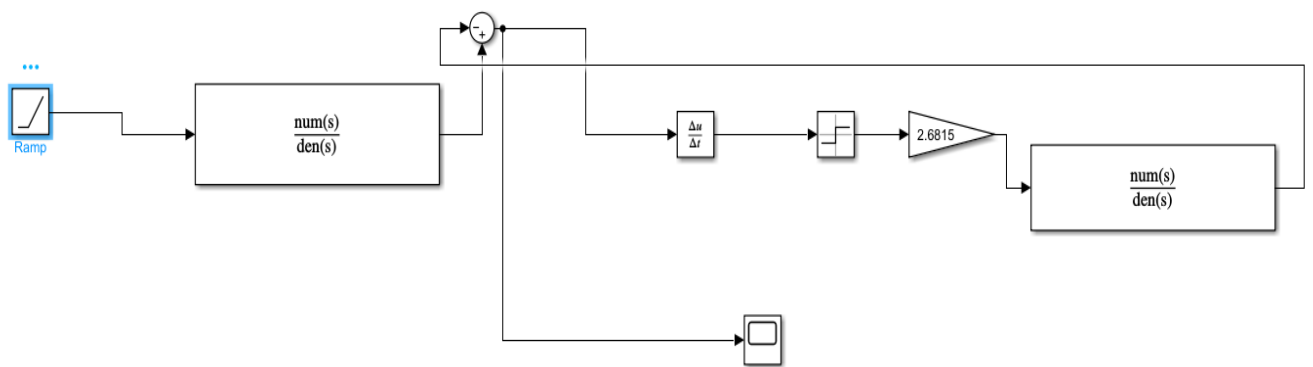 Ramp
num(s)
den(s)
-
+
Δu
Δt
2.6815
num(s)
den(s)